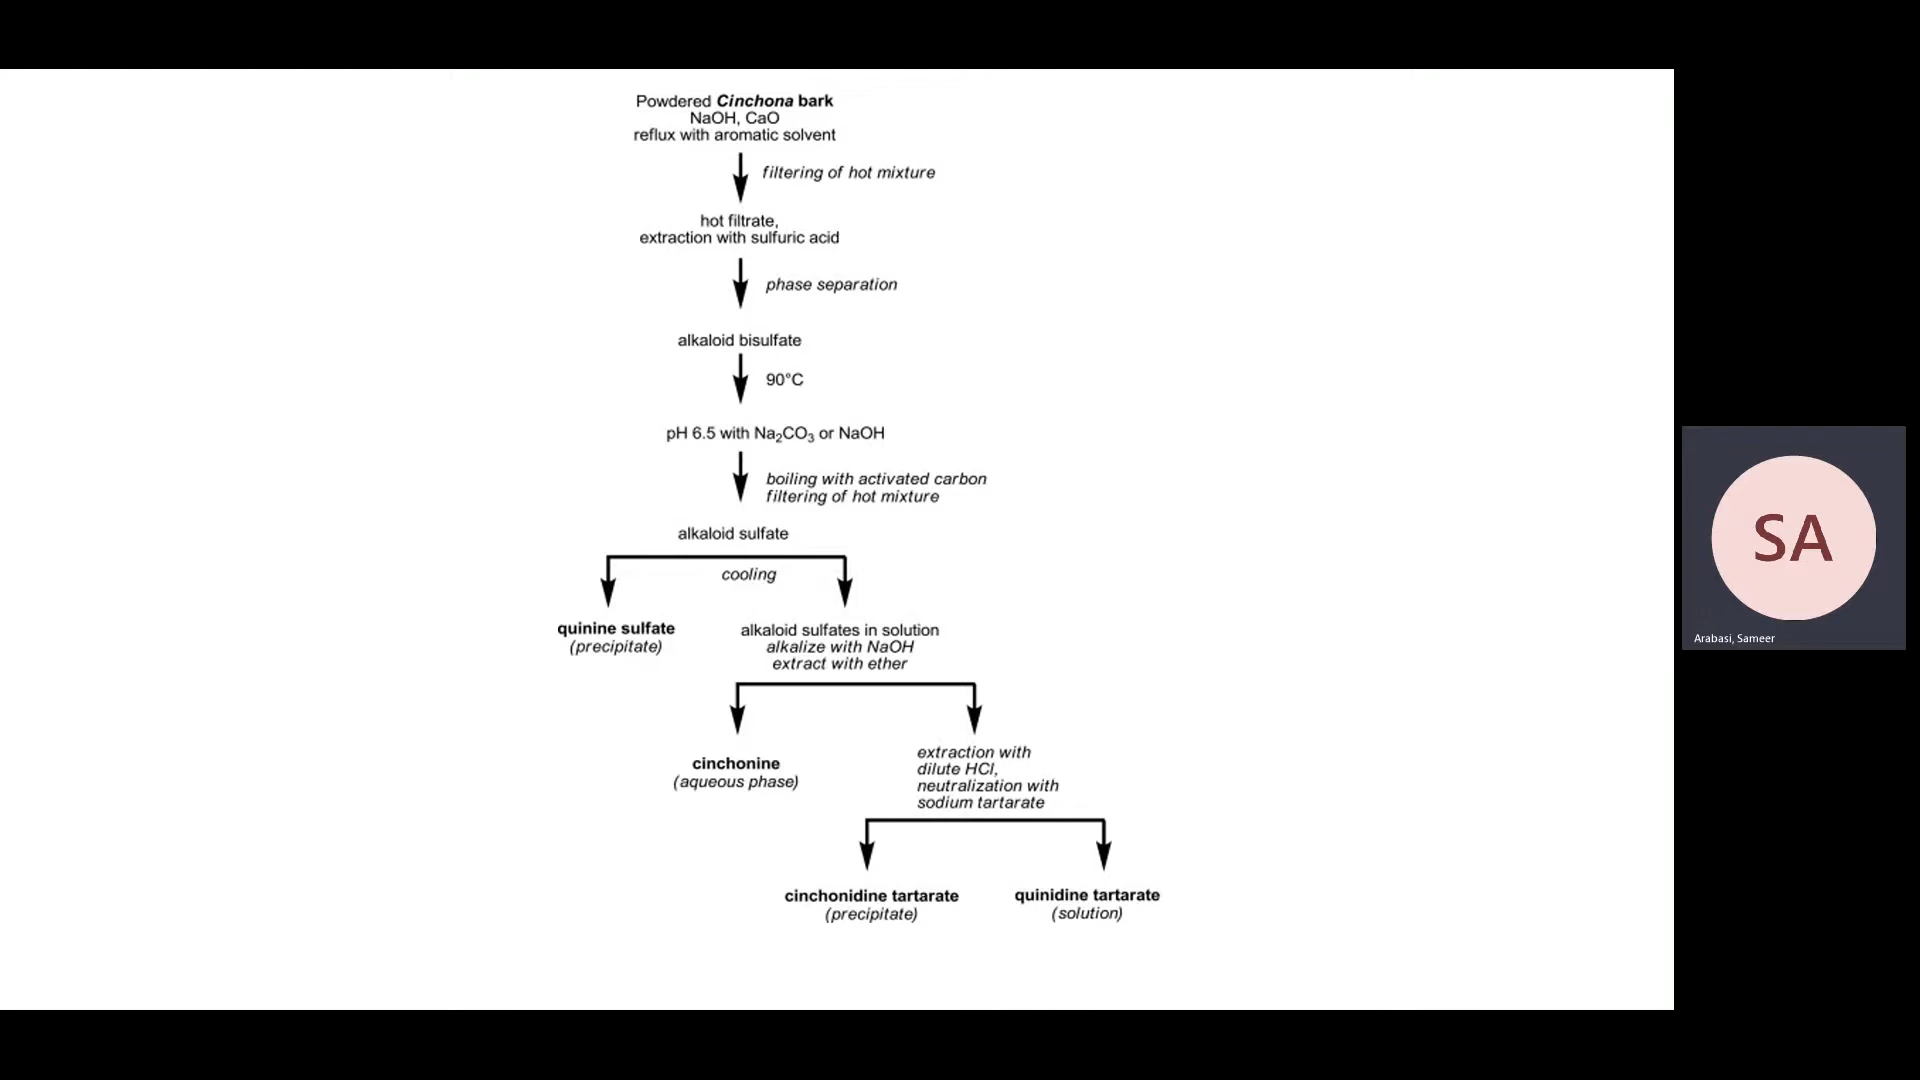 Powdered Cinchona bark
NaOH, CaO
reflux with aromatic solvent
filtering of hot mixture
hot filtrate,
extraction with sulfuric acid
phase separation
alkaloid bisulfate
90°C
pH 6.5 with Na₂CO₃ or NaOH
boiling with activated carbon
filtering of hot mixture
alkaloid sulfate
cooling
quinine sulfate
(precipitate)
alkaloid sulfates in solution
alkalize with NaOH
extract with ether
cinchonine
(aqueous phase)
extraction with
dilute HCl,
neutralization with
sodium tartarate
cinchonidine tartarate
(precipitate)
quinidine tartarate
(solution)
SA
Arabasi, Sameer